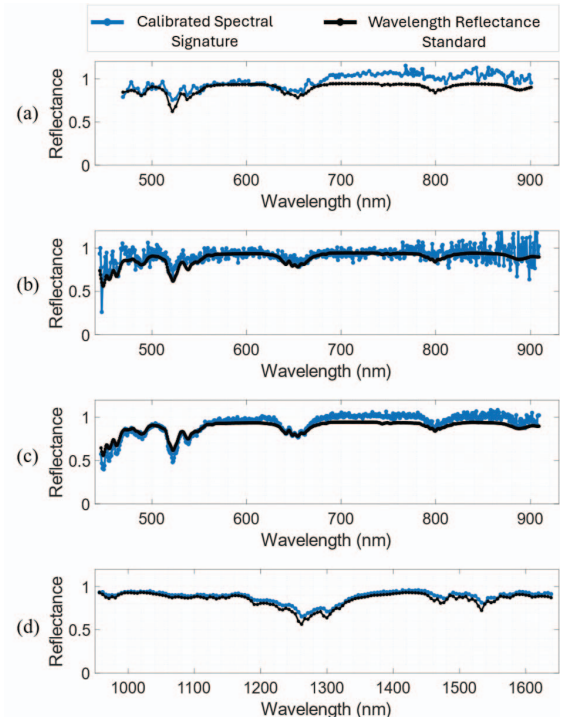 Calibrated Spectral Signature
Wavelength Reflectance Standard
(a)
Reflectance
1
0.5
0
500 600 700 800 900
Wavelength (nm)
(b)
Reflectance
1
0.5
0
500 600 700 800 900
Wavelength (nm)
(c)
Reflectance
1
0.5
0
500 600 700 800 900
Wavelength (nm)
(d)
Reflectance
1
0.5
0
1000 1100 1200 1300 1400 1500 1600
Wavelength (nm)